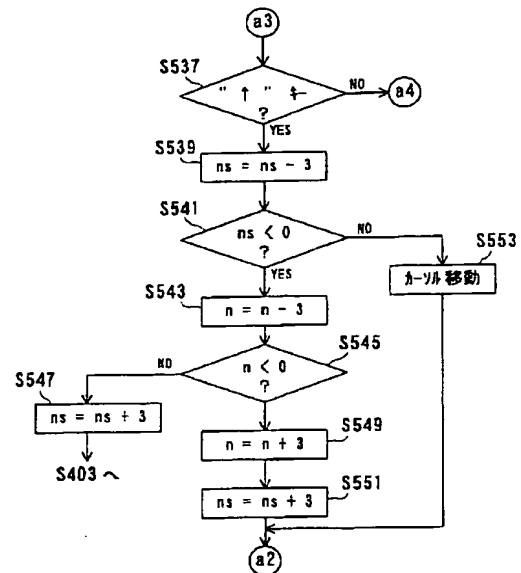 a3
S537
"↑" キー
?
NO
a4
YES
S539
ns = ns - 3
S541
ns < 0
?
NO
YES
S553
カーソル移動
S543
n = n - 3
S545
n < 0
?
NO
S547
ns = ns + 3
S403へ
S549
n = n + 3
S551
ns = ns + 3
a2